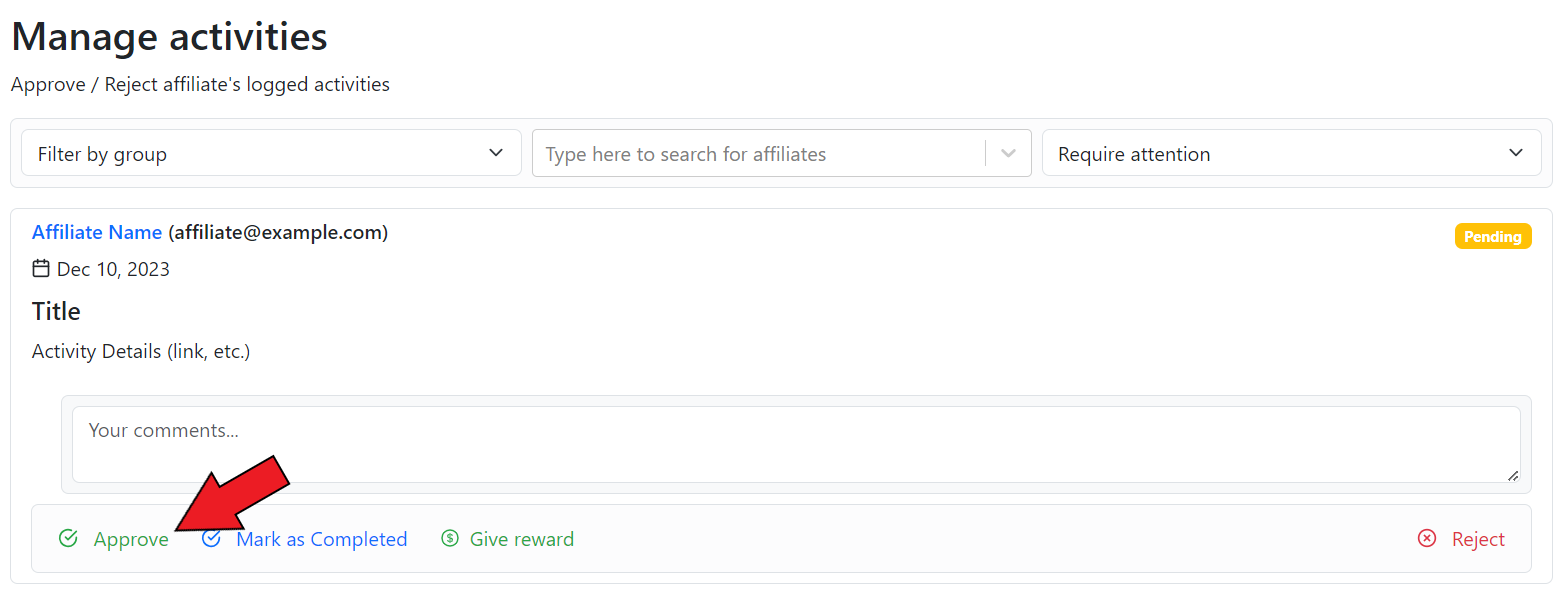 Manage activities
Approve / Reject affiliate's logged activities
Filter by group
Type here to search for affiliates
Require attention
Affiliate Name (affiliate@example.com)
Pending
Dec 10, 2023
Title
Activity Details (link, etc.)
Your comments...
Approve
Mark as Completed
Give reward
Reject